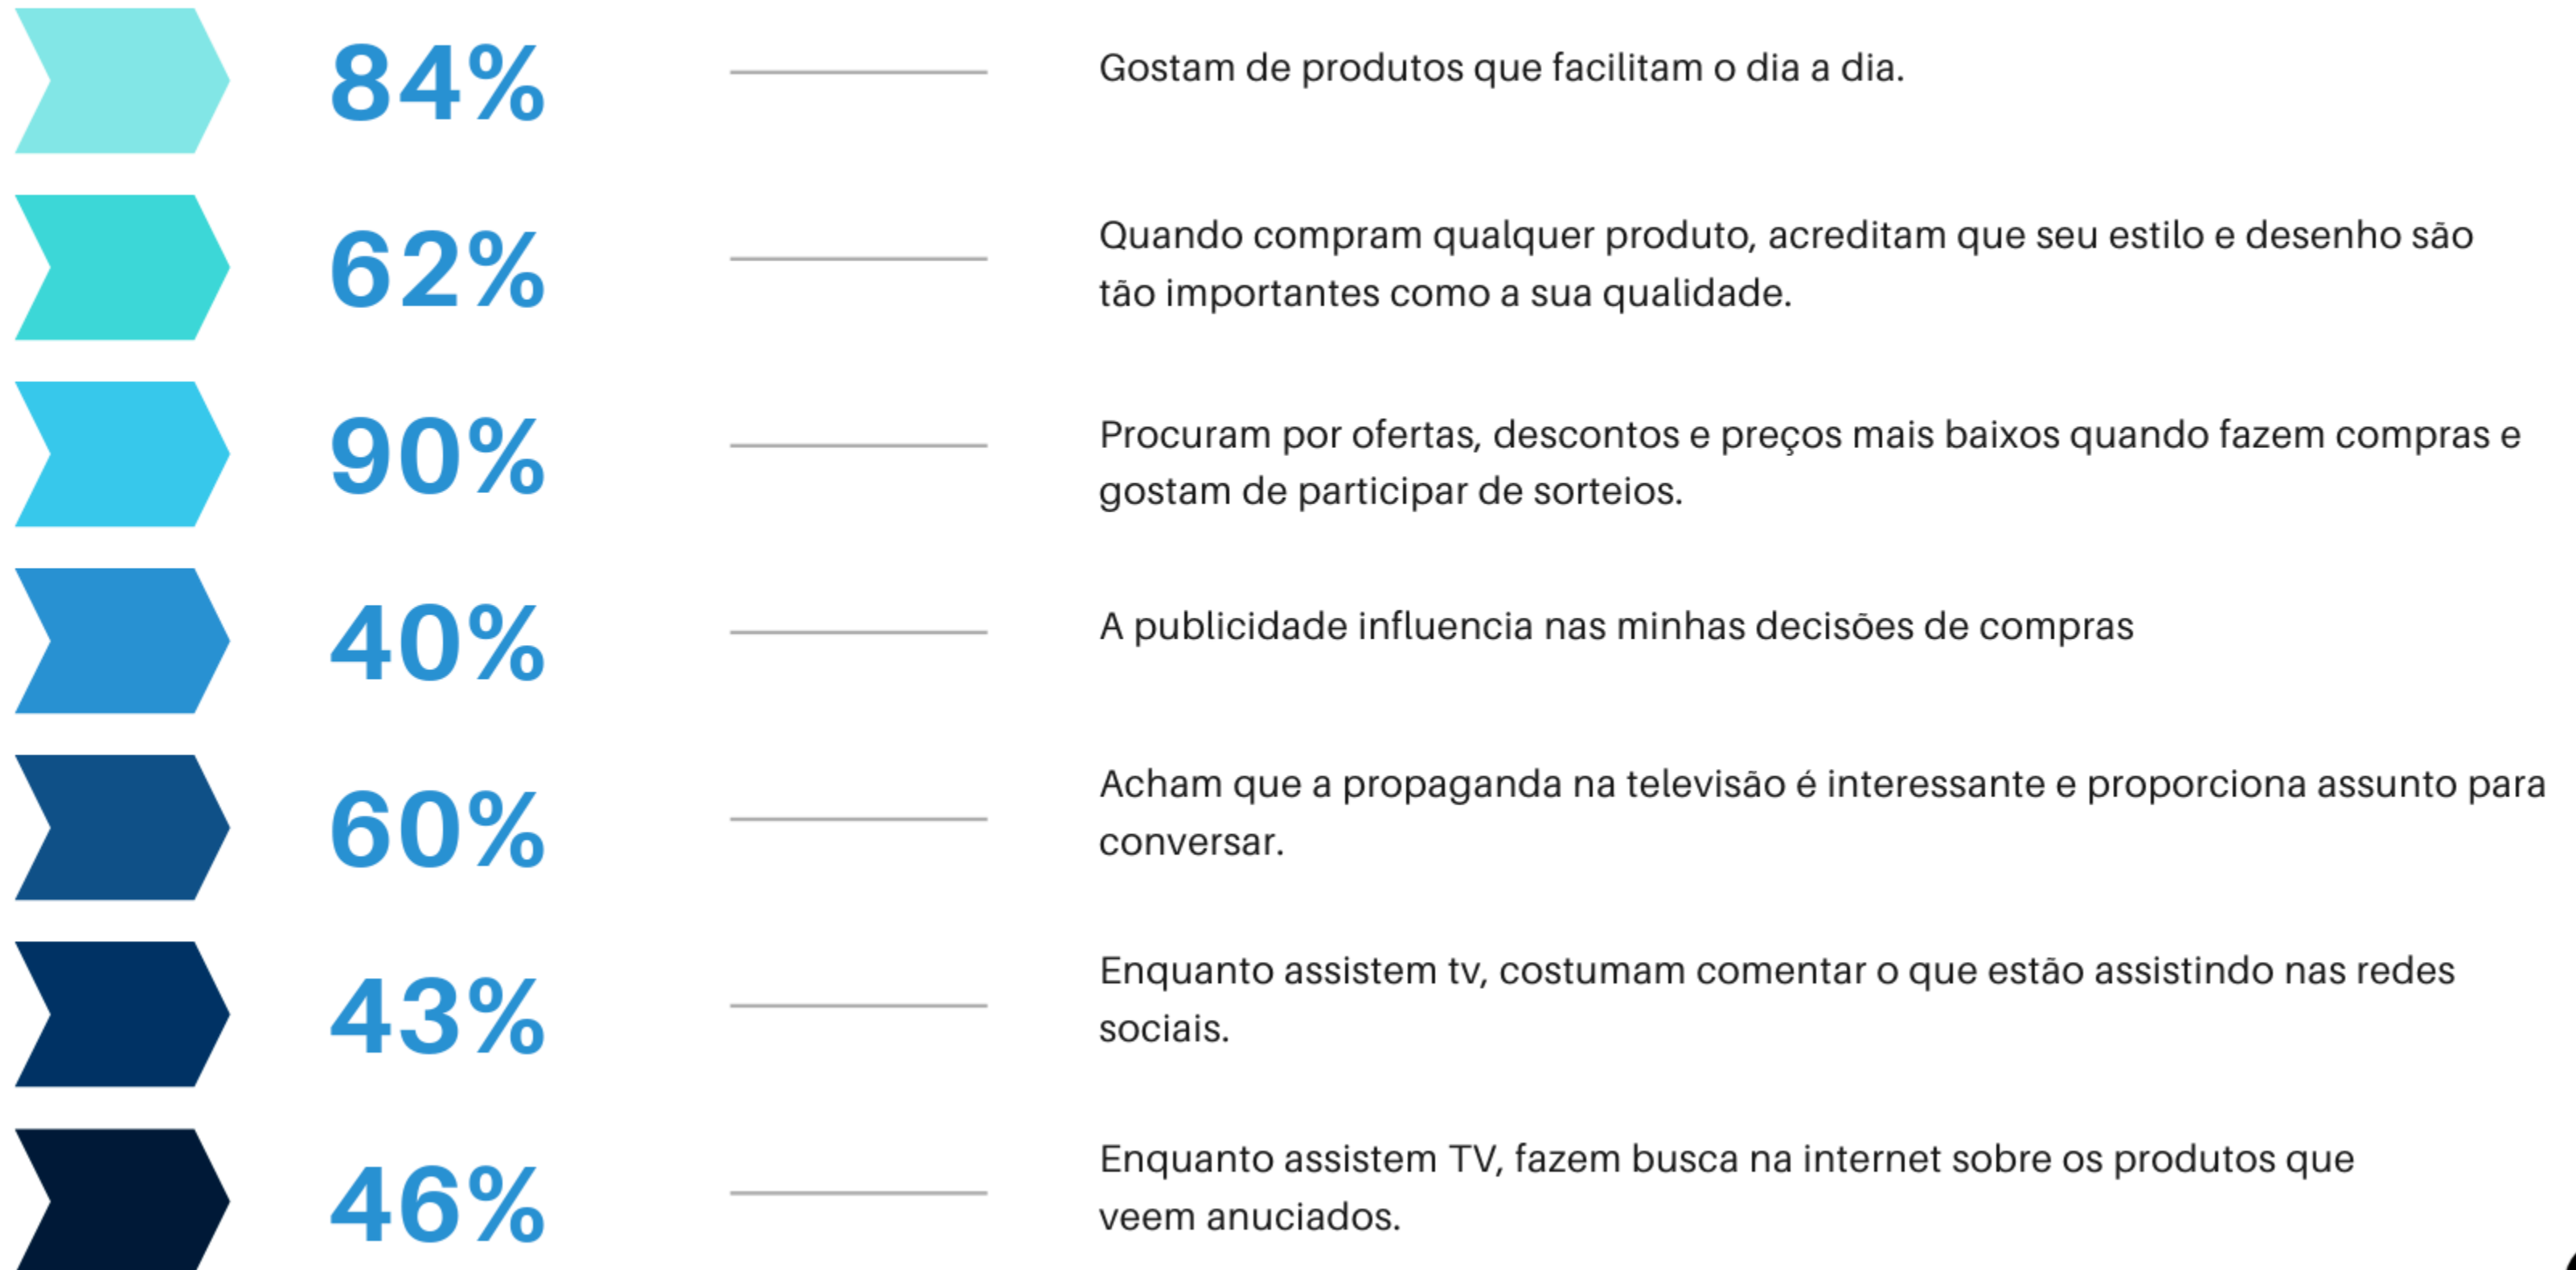 84%
Gostam de produtos que facilitam o dia a dia.
62%
Quando compram qualquer produto, acreditam que seu estilo e desenho são
tão importantes como a sua qualidade.
90%
Procuram por ofertas, descontos e preços mais baixos quando fazem compras e
gostam de participar de sorteios.
40%
A publicidade influencia nas minhas decisões de compras
60%
Acham que a propaganda na televisão é interessante e proporciona assunto para
conversar.
43%
Enquanto assistem tv, costumam comentar o que estão assistindo nas redes
sociais.
46%
Enquanto assistem TV, fazem busca na internet sobre os produtos que
veem anuciados.